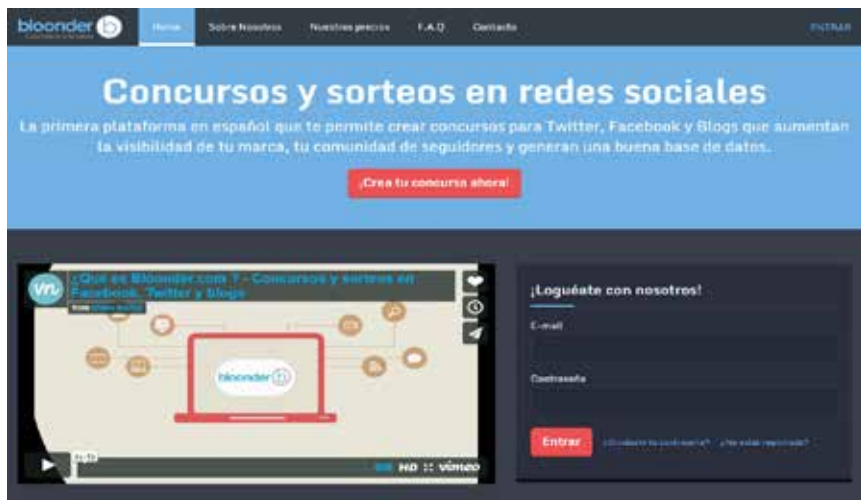 bloonder b
Home Sobre Nosotros Nuestros precios F.A.Q Contacto ENTRAR
Concursos y sorteos en redes sociales
La primera plataforma en español que te permite crear concursos para Twitter, Facebook y Blogs que aumentan
la visibilidad de tu marca, tu comunidad de seguidores y generan una buena base de datos.
¡Crea tu concurso ahora!
¿Que es Bloonder.com ? - Concursos y sorteos en
Facebook, Twitter y blogs
bloonder b
HD vimeo
¡Loguéate con nosotros!
E-mail
Contraseña
Entrar